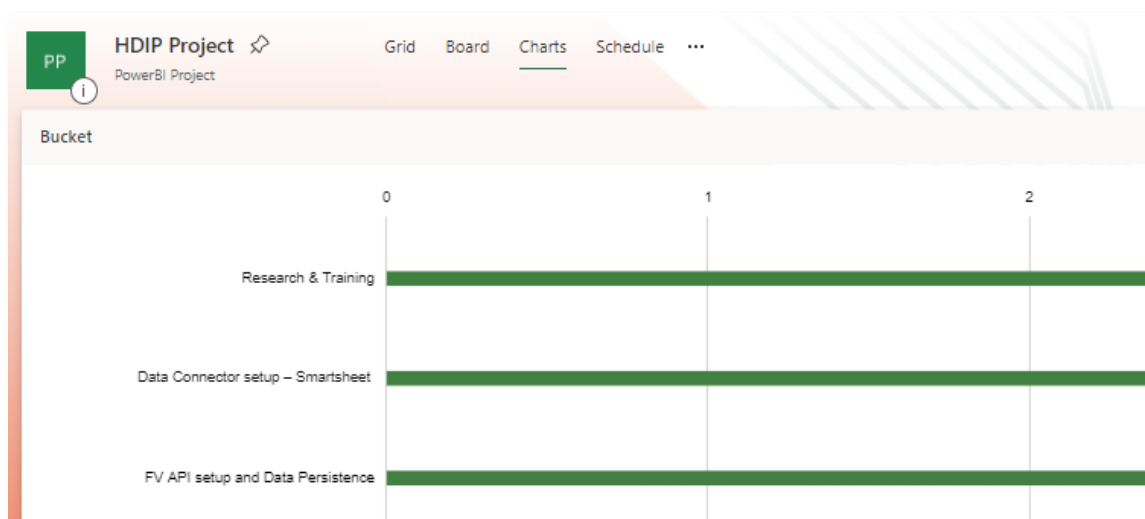 PP
HDIP Project
PowerBI Project
i
Grid Board Charts Schedule ...
Bucket
0 1 2
Research & Training
Data Connector setup – Smartsheet
FV API setup and Data Persistence